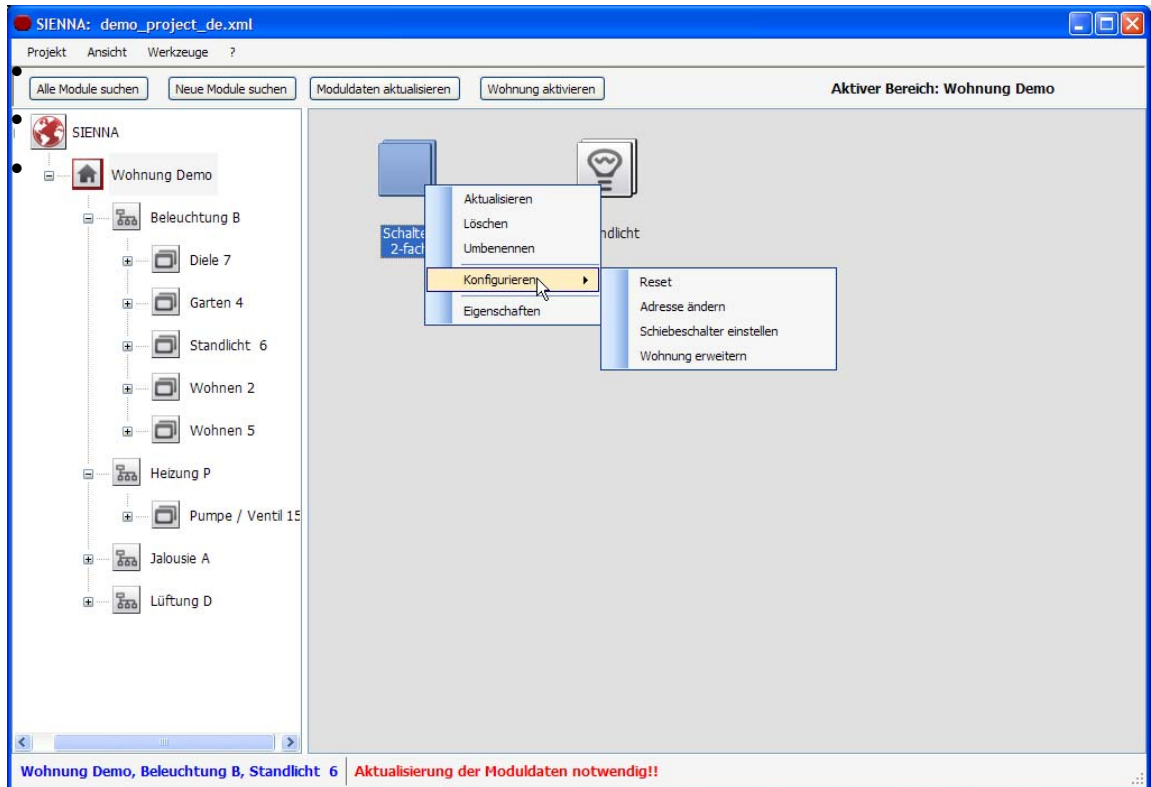 SIENNA: demo_project_de.xml
Projekt Ansicht Werkzeuge ?
Alle Module suchen Neue Module suchen Moduldaten aktualisieren Wohnung aktivieren Aktiver Bereich: Wohnung Demo
SIENNA
Wohnung Demo
Beleuchtung B
Diele 7
Garten 4
Standlicht 6
Wohnen 2
Wohnen 5
Heizung P
Pumpe / Ventil 15
Jalousie A
Lüftung D
Schalte
2-fach
ndlicht
Aktualisieren
Löschen
Umbenennen
Konfigurieren
Eigenschaften
Reset
Adresse ändern
Schiebeschalter einstellen
Wohnung erweitern
Wohnung Demo, Beleuchtung B, Standlicht 6 Aktualisierung der Moduldaten notwendig!!